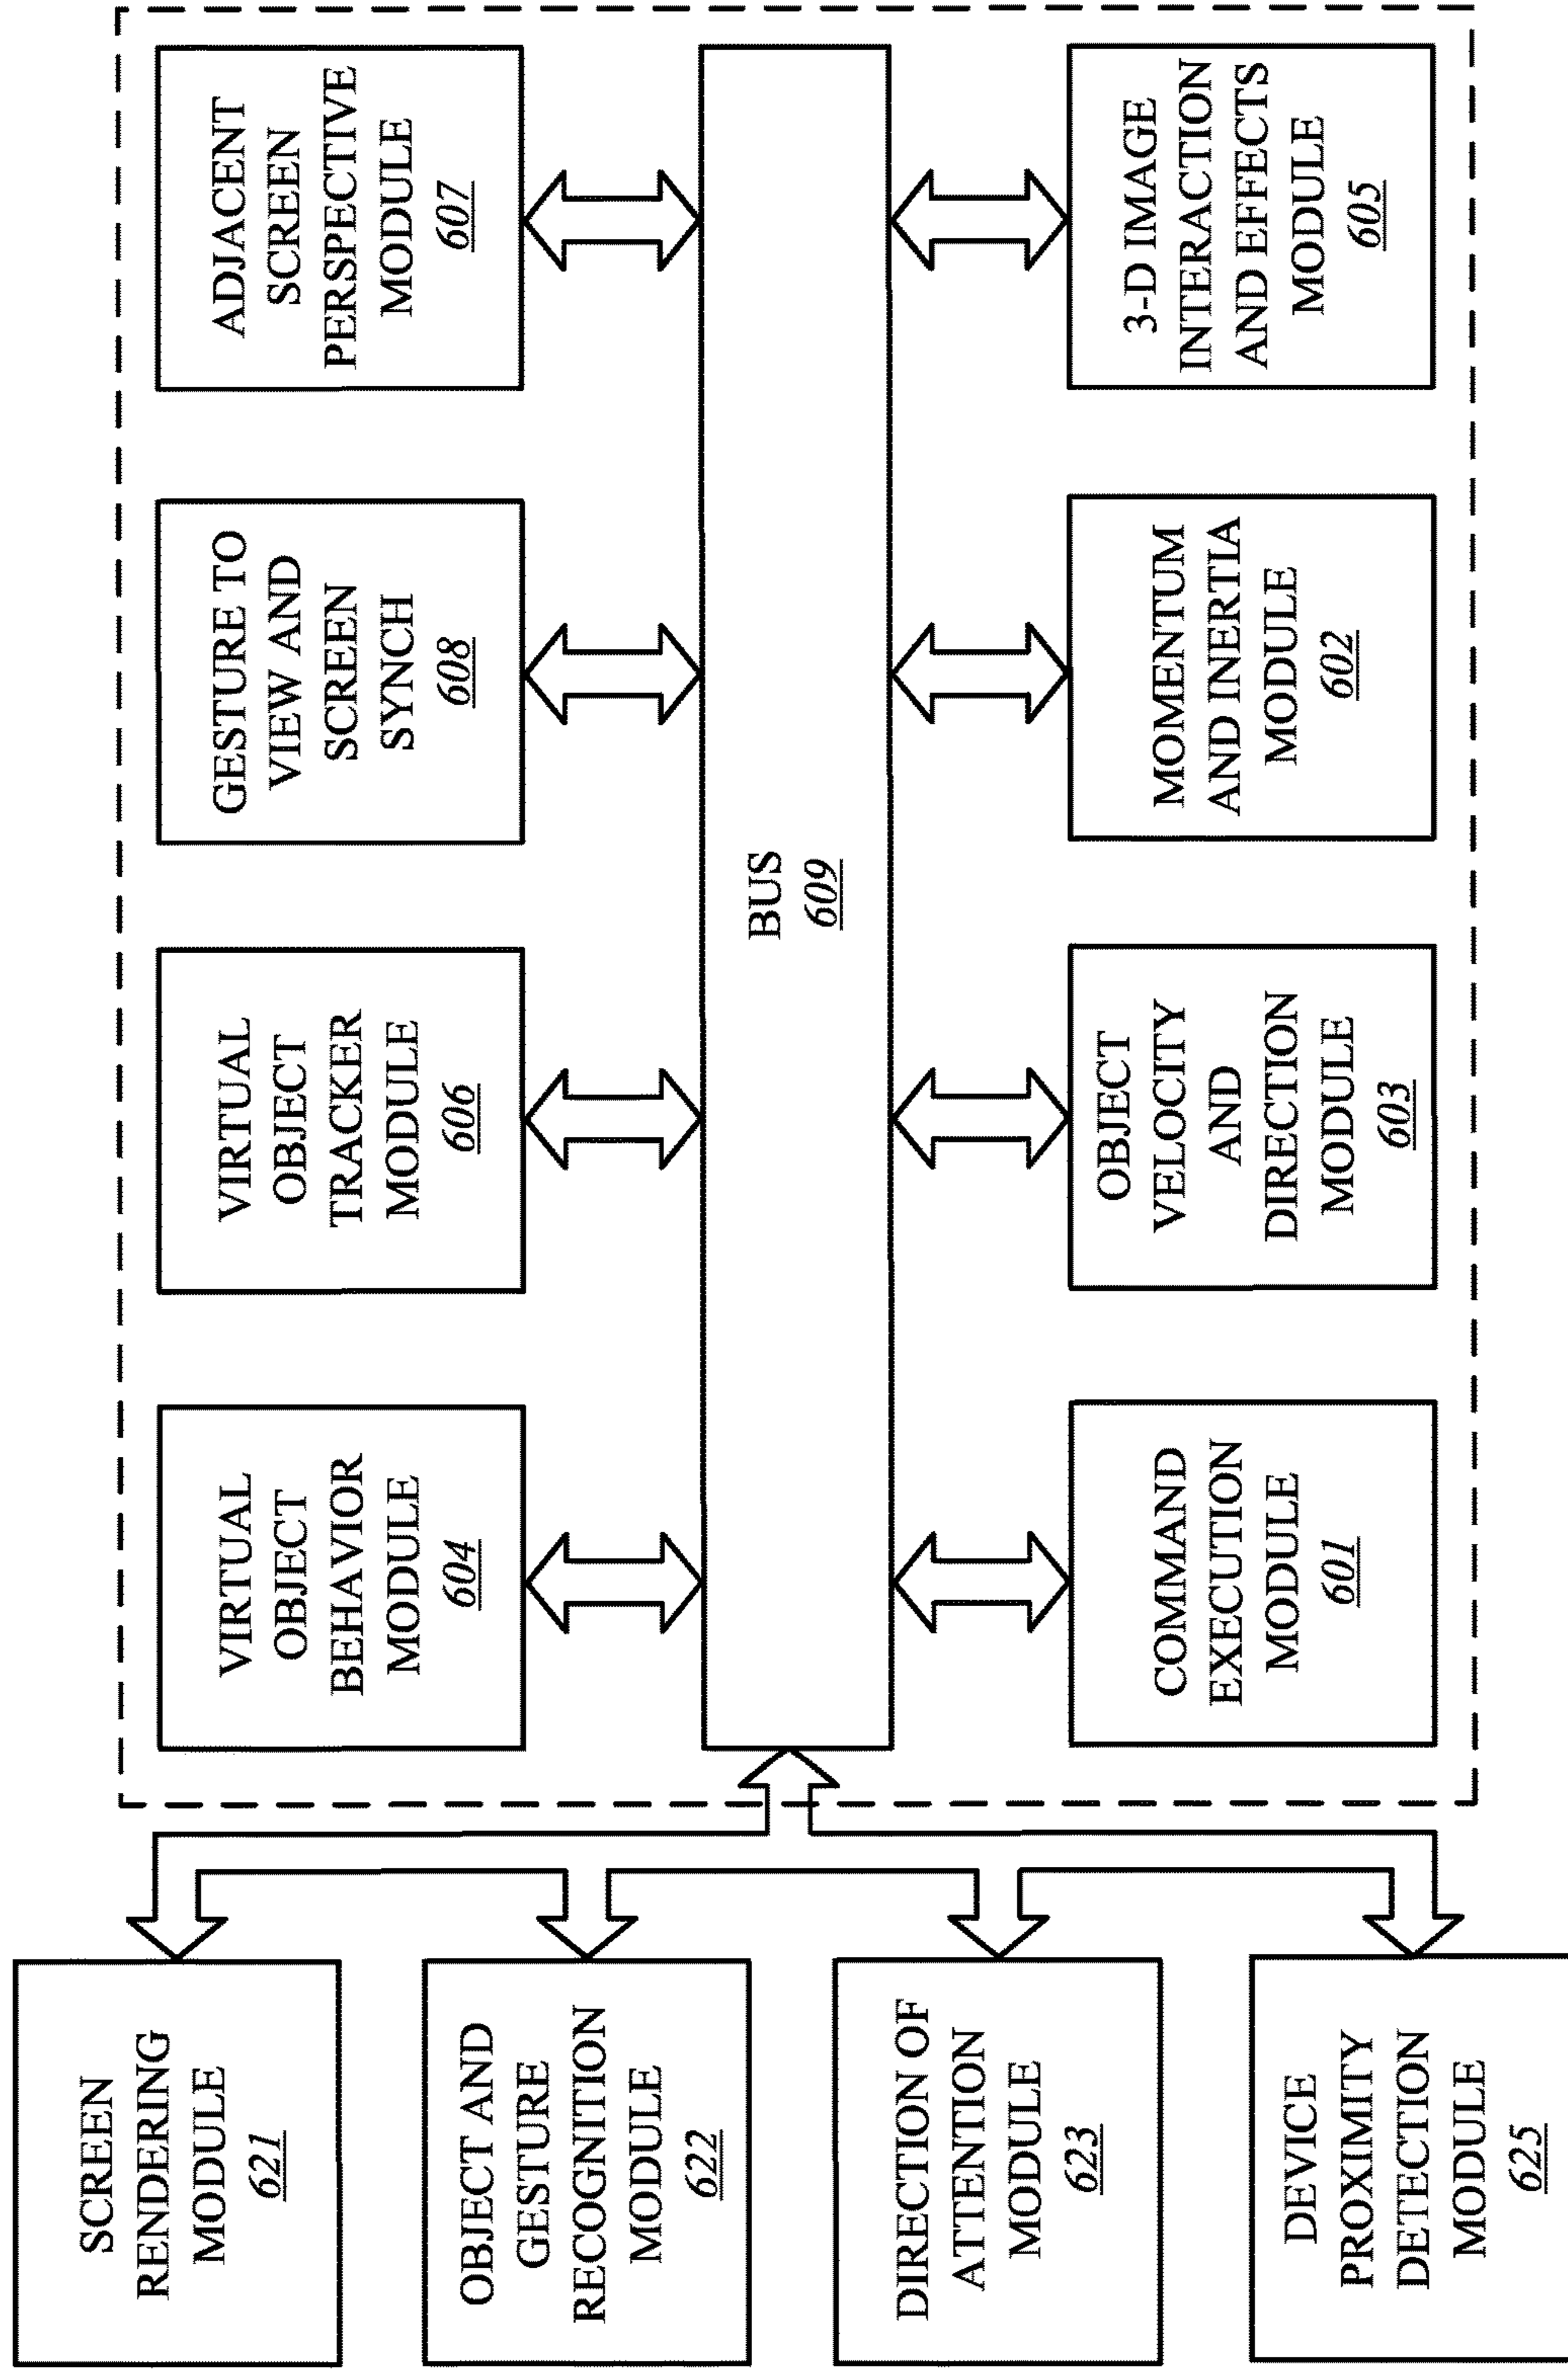 SCREEN
RENDERING
MODULE
621
OBJECT AND
GESTURE
RECOGNITION
MODULE
622
DIRECTION OF
ATTENTION
MODULE
623
DEVICE
PROXIMITY
DETECTION
MODULE
625
VIRTUAL
OBJECT
BEHAVIOR
MODULE
604
VIRTUAL
OBJECT
TRACKER
MODULE
606
GESTURE TO
VIEW AND
SCREEN
SYNCH
608
ADJACENT
SCREEN
PERSPECTIVE
MODULE
607
BUS
609
COMMAND
EXECUTION
MODULE
601
OBJECT
VELOCITY
AND
DIRECTION
MODULE
603
MOMENTUM
AND INERTIA
MODULE
602
3-D IMAGE
INTERACTION
AND EFFECTS
MODULE
605